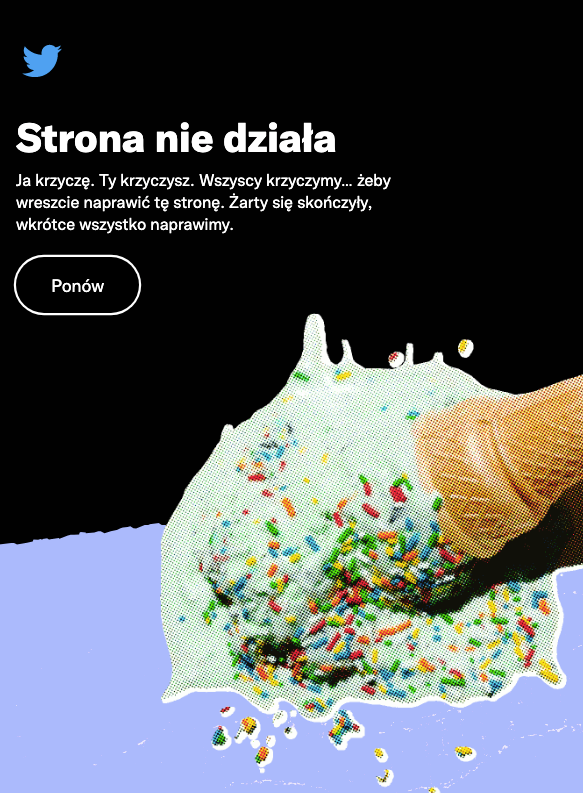 Strona nie działa
Ja krzyczę. Ty krzyczysz. Wszyscy krzyczymy... żeby
wreszcie naprawić tę stronę. Żarty się skończyły,
wkrótce wszystko naprawimy.
Ponów